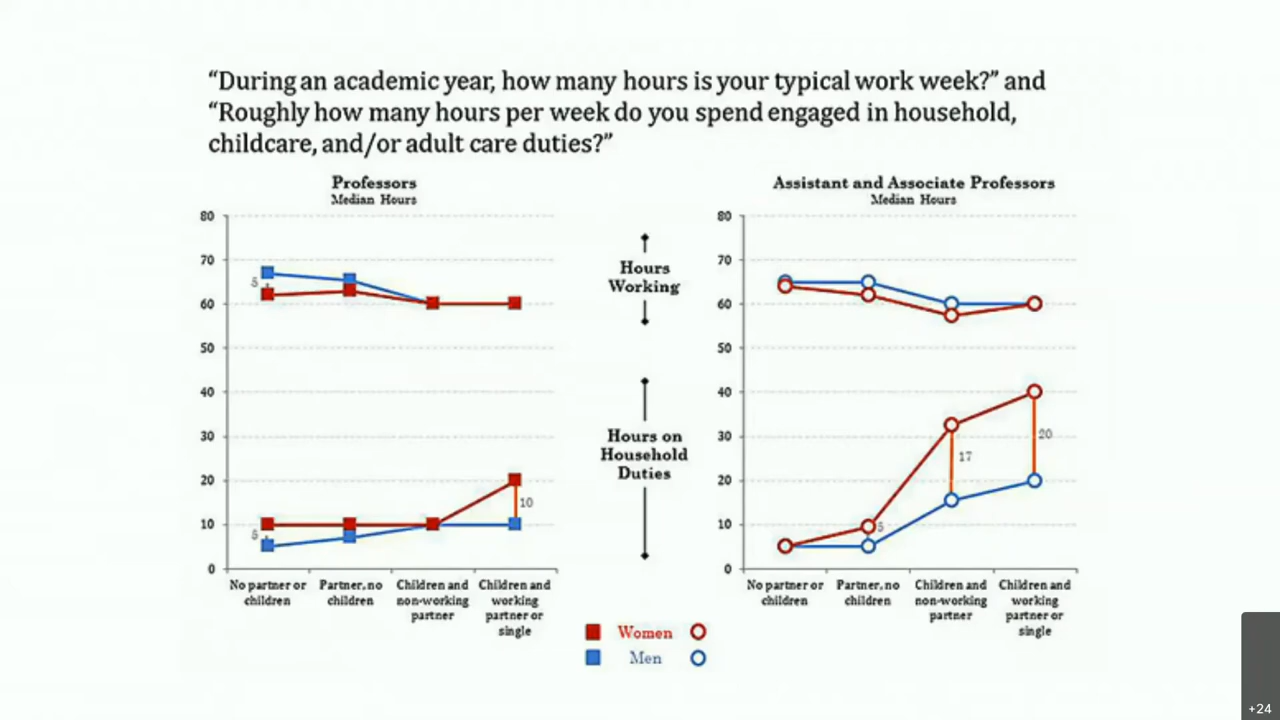 “During an academic year, how many hours is your typical work week?” and
“Roughly how many hours per week do you spend engaged in household,
childcare, and/or adult care duties?”
Professors
Median Hours
80
70
60
50
40
30
20
10
0
5
5
10
No partner or
children
Partner, no
children
Children and
non-working
partner
Children and
working
partner or
single
Hours
Working
Hours on
Household
Duties
Assistant and Associate Professors
Median Hours
80
70
60
50
40
30
20
10
0
5
17
20
No partner or
children
Partner, no
children
Children and
non-working
partner
Children and
working
partner or
single
Women
Men
+24